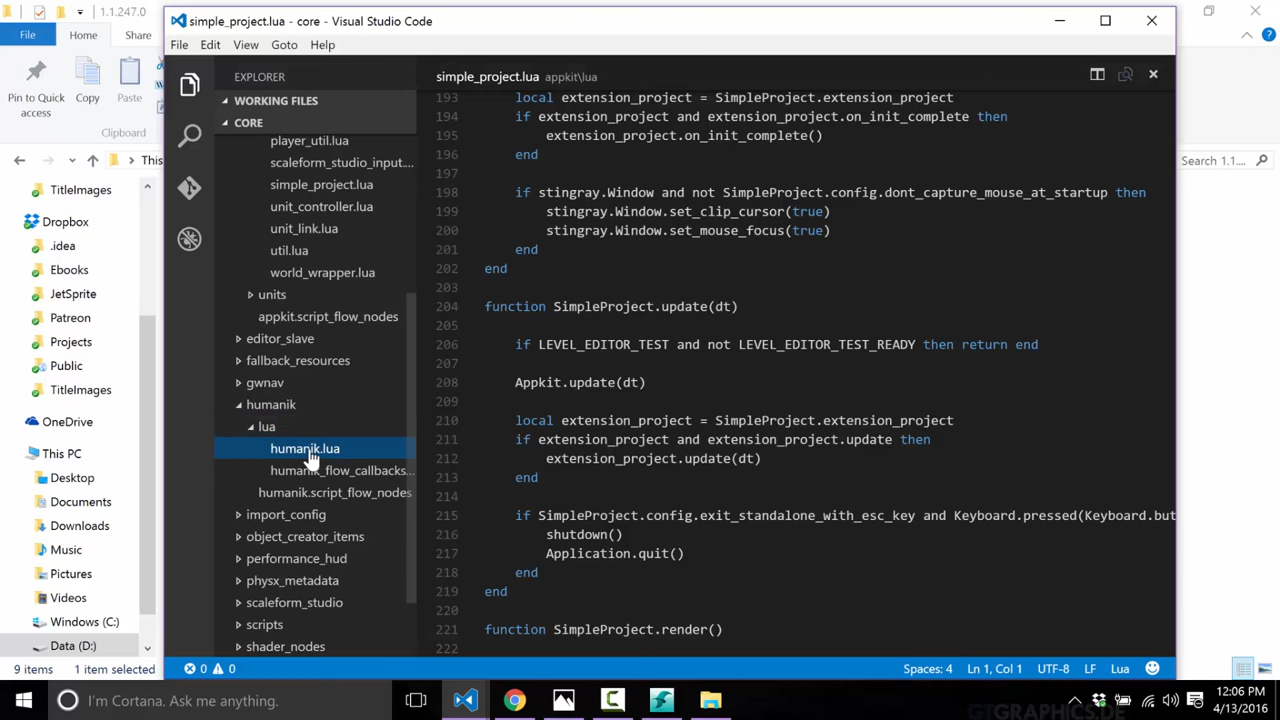 1.1.247.0
simple_project.lua - core - Visual Studio Code
File
Home
Share
File Edit View Goto Help
Pin to Quick
access
Copy
Paste
Clipboard
This
Search 1.1....
TitleImages
Dropbox
.idea
Ebooks
JetSprite
Patreon
Projects
Public
TitleImages
OneDrive
This PC
Desktop
Documents
Downloads
Music
Pictures
Videos
Windows (C:)
Data (D:)
9 items 1 item selected
EXPLORER
WORKING FILES
CORE
player_util.lua
scaleform_studio_input....
simple_project.lua
unit_controller.lua
unit_link.lua
util.lua
world_wrapper.lua
units
appkit.script_flow_nodes
editor_slave
fallback_resources
gwnav
humanik
lua
humanik.lua
humanik_flow_callbacks...
humanik.script_flow_nodes
import_config
object_creator_items
performance_hud
physx_metadata
scaleform_studio
scripts
shader_nodes
simple_project.lua appkit\lua
193 local extension_project = SimpleProject.extension_project
194 if extension_project and extension_project.on_init_complete then
195 extension_project.on_init_complete()
196 end
197
198 if stingray.Window and not SimpleProject.config.dont_capture_mouse_at_startup then
199 stingray.Window.set_clip_cursor(true)
200 stingray.Window.set_mouse_focus(true)
201 end
202 end
203
204 function SimpleProject.update(dt)
205
206 if LEVEL_EDITOR_TEST and not LEVEL_EDITOR_TEST_READY then return end
207
208 Appkit.update(dt)
209
210 local extension_project = SimpleProject.extension_project
211 if extension_project and extension_project.update then
212 extension_project.update(dt)
213 end
214
215 if SimpleProject.config.exit_standalone_with_esc_key and Keyboard.pressed(Keyboard.but
216 shutdown()
217 Application.quit()
218 end
219 end
220
221 function SimpleProject.render()
222
0 0
Spaces: 4 Ln 1, Col 1 UTF-8 LF Lua
I'm Cortana. Ask me anything.
12:06 PM
4/13/2016